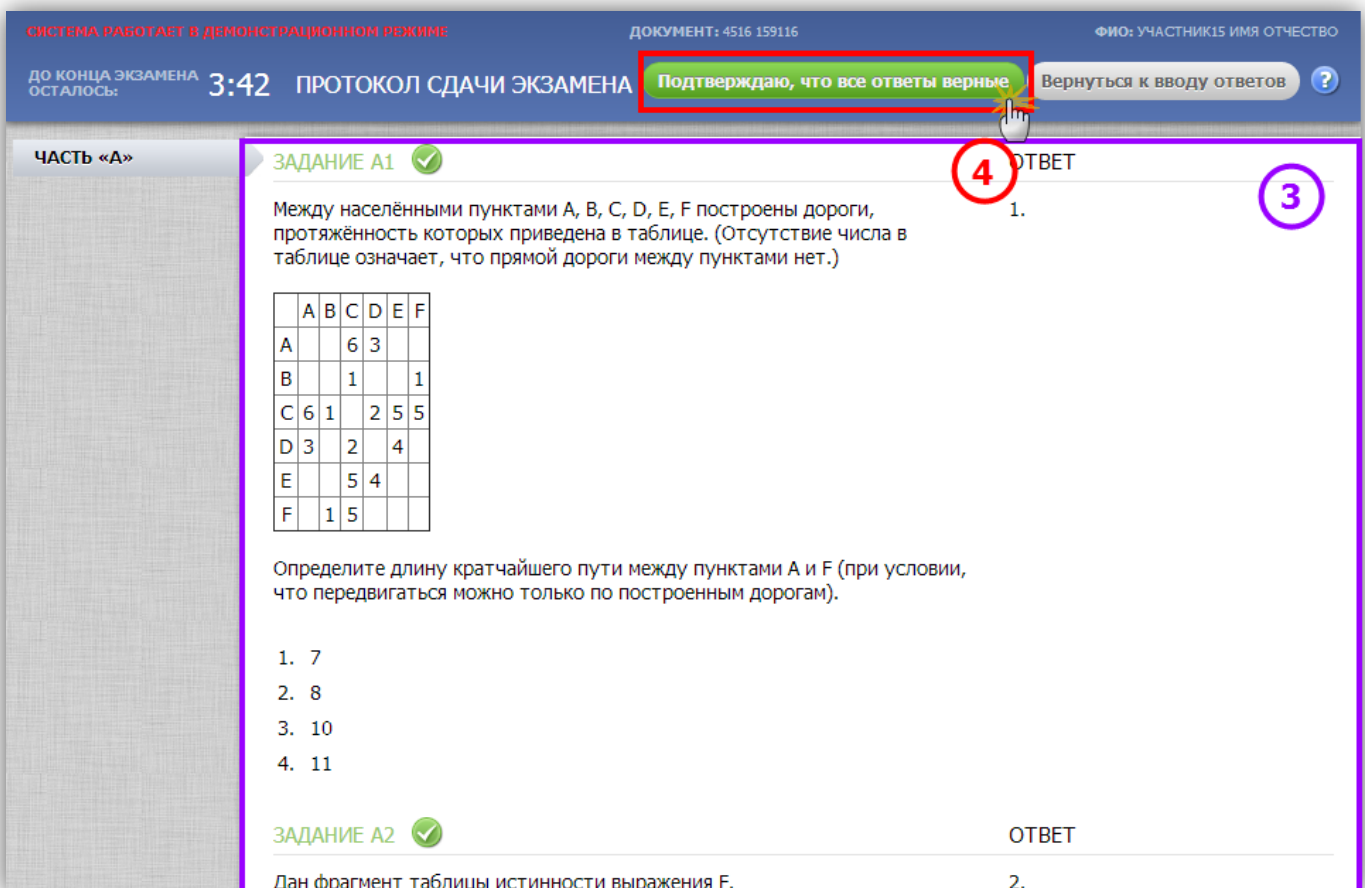 СИСТЕМА РАБОТАЕТ В ДЕМОНСТРАЦИОННОМ РЕЖИМЕ
ДОКУМЕНТ: 4516 159116
ФИО: УЧАСТНИК15 ИМЯ ОТЧЕСТВО
ДО КОНЦА ЭКЗАМЕНА
ОСТАЛОСЬ:
3:42
ПРОТОКОЛ СДАЧИ ЭКЗАМЕНА
Подтверждаю, что все ответы верные
Вернуться к вводу ответов
?
ЧАСТЬ «А»
ЗАДАНИЕ А1
4
ОТВЕТ
3
Между населёнными пунктами A, B, C, D, E, F построены дороги,
протяжённость которых приведена в таблице. (Отсутствие числа в
таблице означает, что прямой дороги между пунктами нет.)
1.
A B C D E F
A 6 3
B 1 1
C 6 1 2 5 5
D 3 2 4
E 5 4
F 1 5
Определите длину кратчайшего пути между пунктами A и F (при условии,
что передвигаться можно только по построенным дорогам).
1. 7
2. 8
3. 10
4. 11
ЗАДАНИЕ А2
ОТВЕТ
Дан фрагмент таблицы истинности выражения F.
2.